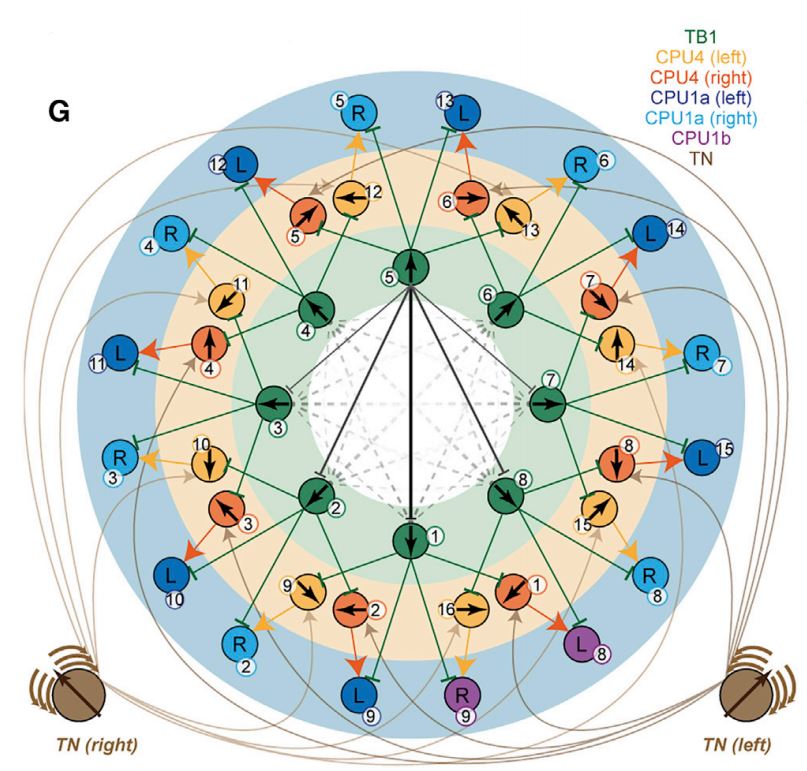 TB1
CPU4 (left)
CPU4 (right)
CPU1a (left)
CPU1a (right)
CPU1b
TN
G
5 R
13 L
12 L
R 6
12
6
5
13
4 R
L 14
5
11
6
7
4
11 L
4
14
R 7
7
3
R 3
10
8
L 15
2
8
3
15
1
L 10
R 8
9
2
16
1
R 2
L 8
L 9
R 9
TN (right)
TN (left)